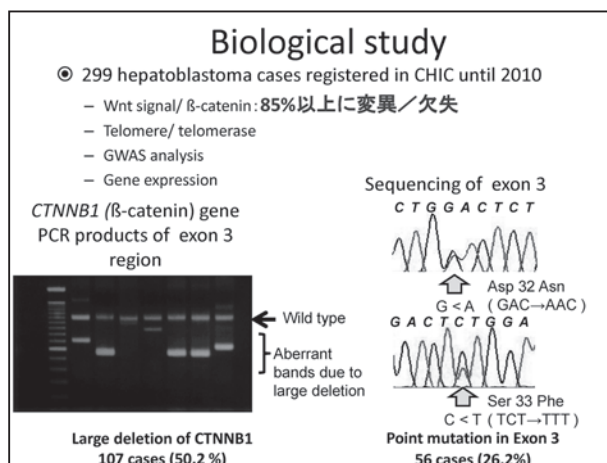 Biological study
◉ 299 hepatoblastoma cases registered in CHIC until 2010
– Wnt signal/ ß-catenin：85%以上に変異／欠失
– Telomere/ telomerase
– GWAS analysis
– Gene expression
CTNNB1 (ß-catenin) gene
PCR products of exon 3
region
Wild type
Aberrant
bands due to
large deletion
Large deletion of CTNNB1
107 cases (50.2 %)
Sequencing of exon 3
C T G G A C T C T
Asp 32 Asn
G < A ( GAC→AAC )
G A C T C T G G A
Ser 33 Phe
C < T ( TCT→TTT )
Point mutation in Exon 3
56 cases (26.2%)